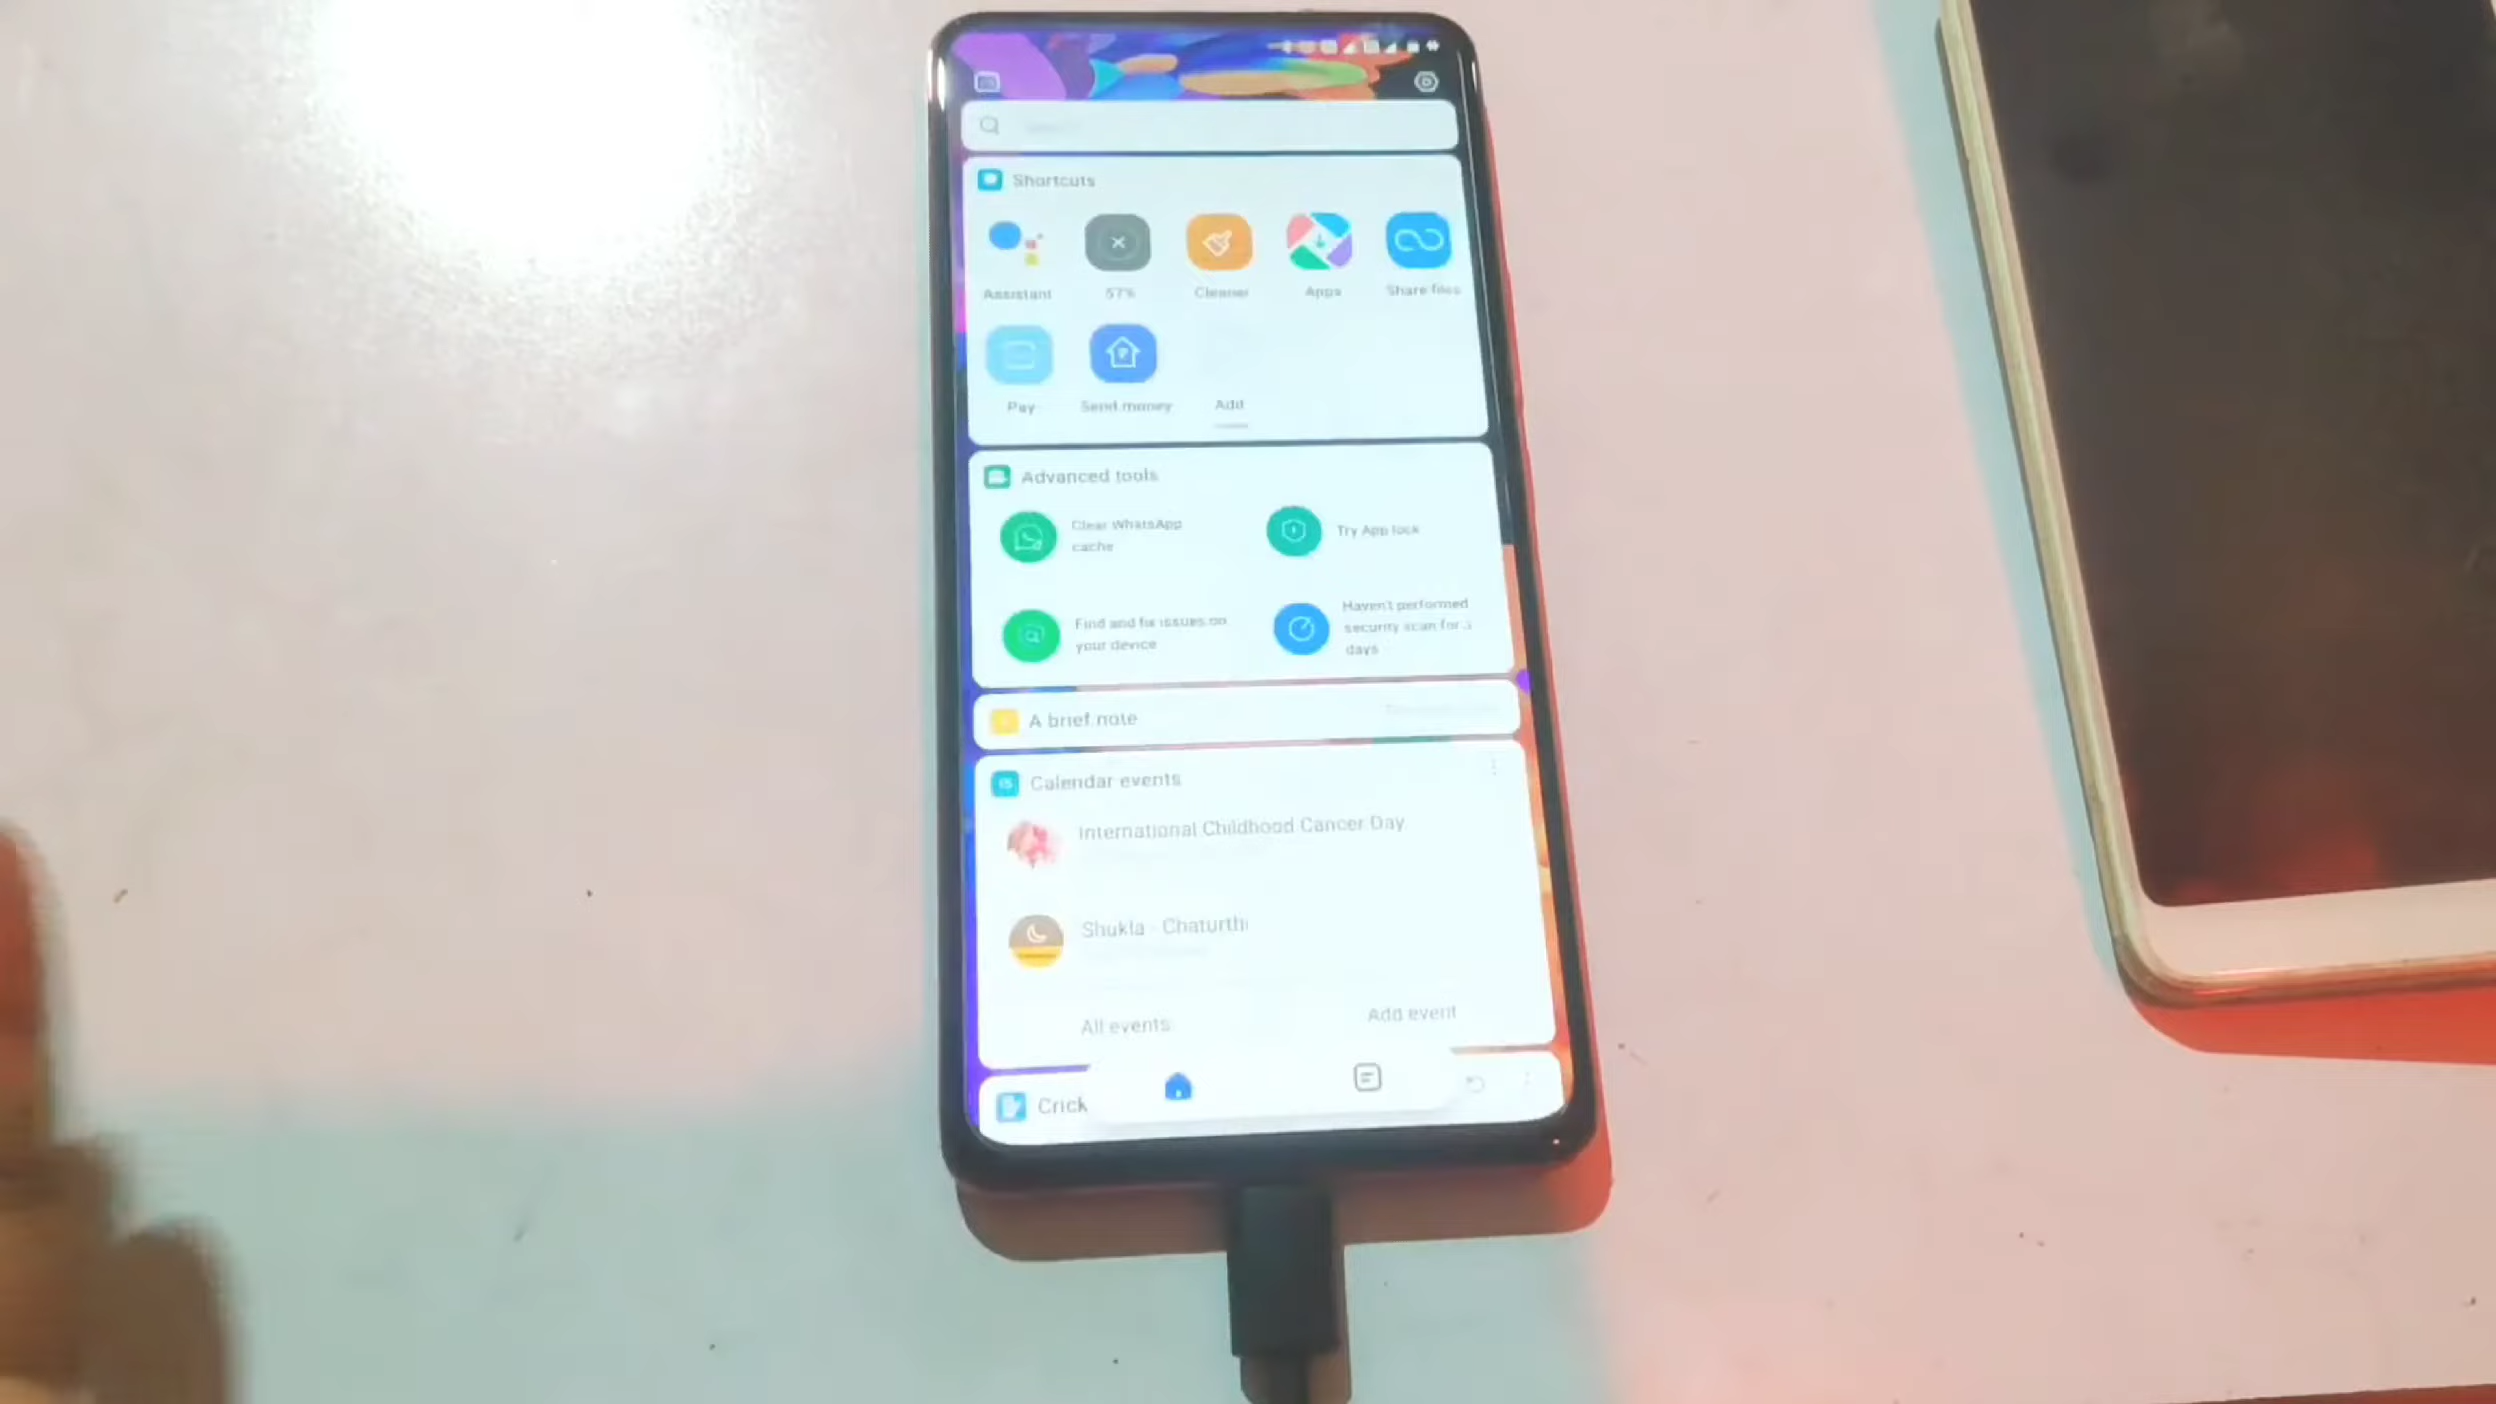 Shortcuts
Assistant
57%
Cleaner
Apps
Share files
Pay
Send money
Add
Advanced tools
Clear WhatsApp
cache
Try App lock
Find and fix issues on
your device
Haven't performed
security scan for
days
A brief note
Calendar events
International Childhood Cancer Day
Shukla - Chaturthi
All events
Add event
Crick